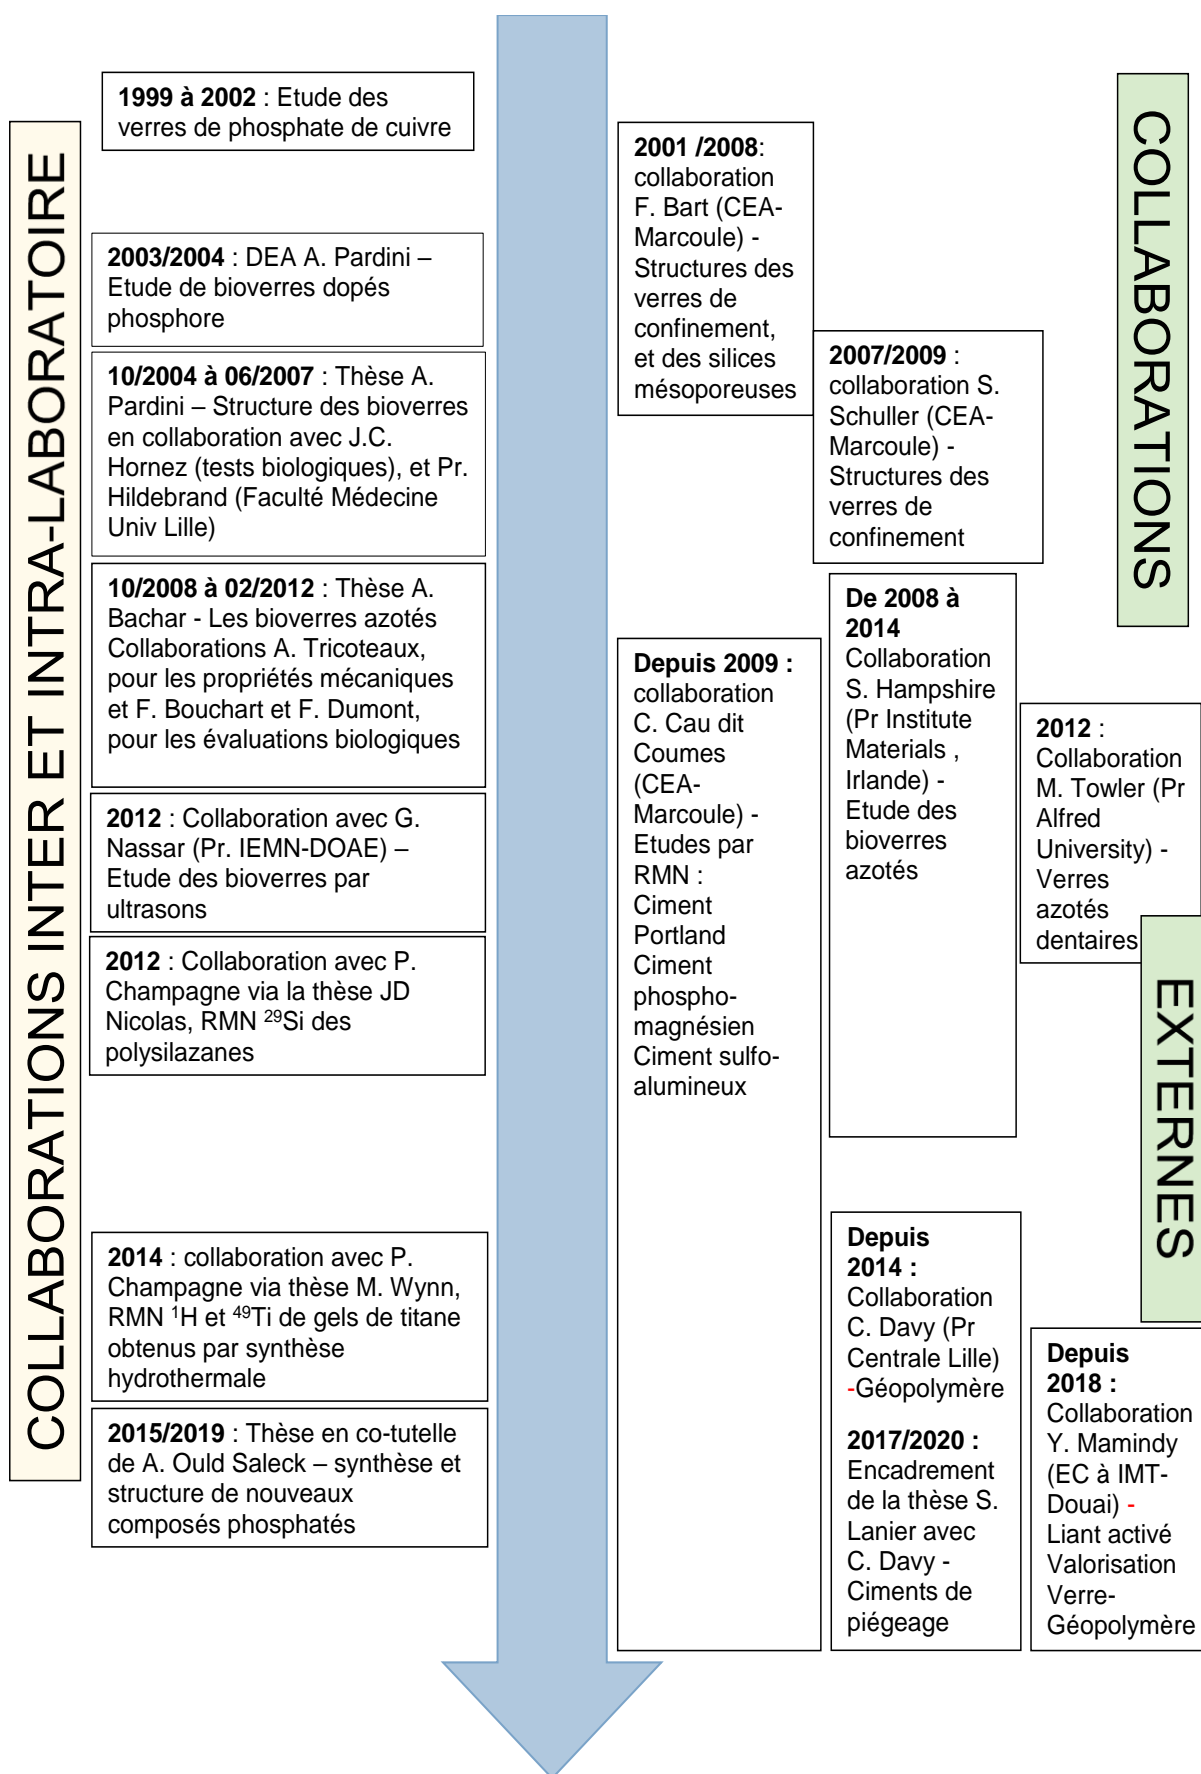 COLLABORATIONS INTER ET INTRA-LABORATOIRE
1999 à 2002 : Etude des
verres de phosphate de cuivre
2003/2004 : DEA A. Pardini –
Etude de bioverres dopés
phosphore
10/2004 à 06/2007 : Thèse A.
Pardini – Structure des bioverres
en collaboration avec J.C.
Hornez (tests biologiques), et Pr.
Hildebrand (Faculté Médecine
Univ Lille)
10/2008 à 02/2012 : Thèse A.
Bachar - Les bioverres azotés
Collaborations A. Tricoteaux,
pour les propriétés mécaniques
et F. Bouchart et F. Dumont,
pour les évaluations biologiques
2012 : Collaboration avec G.
Nassar (Pr. IEMN-DOAE) –
Etude des bioverres par
ultrasons
2012 : Collaboration avec P.
Champagne via la thèse JD
Nicolas, RMN ²⁹Si des
polysilazanes
2014 : collaboration avec P.
Champagne via thèse M. Wynn,
RMN ¹H et ⁴⁹Ti de gels de titane
obtenus par synthèse
hydrothermale
2015/2019 : Thèse en co-tutelle
de A. Ould Saleck – synthèse et
structure de nouveaux
composés phosphatés
2001 /2008:
collaboration
F. Bart (CEA-
Marcoule) -
Structures des
verres de
confinement,
et des silices
mésoporeuses
2007/2009 :
collaboration S.
Schuller (CEA-
Marcoule) -
Structures des
verres de
confinement
Depuis 2009 :
collaboration
C. Cau dit
Coumes
(CEA-
Marcoule) -
Etudes par
RMN :
Ciment
Portland
Ciment
phospho-
magnésien
Ciment sulfo-
alumineux
De 2008 à
2014
Collaboration
S. Hampshire
(Pr Institute
Materials ,
Irlande) -
Etude des
bioverres
azotés
2012 :
Collaboration
M. Towler (Pr
Alfred
University) -
Verres
azotés
dentaires
Depuis
2014 :
Collaboration
C. Davy (Pr
Centrale Lille)
-Géopolymère
2017/2020 :
Encadrement
de la thèse S.
Lanier avec
C. Davy -
Ciments de
piégeage
Depuis
2018 :
Collaboration
Y. Mamindy
(EC à IMT-
Douai) -
Liant activé
Valorisation
Verre-
Géopolymère
COLLABORATIONS
EXTERNES